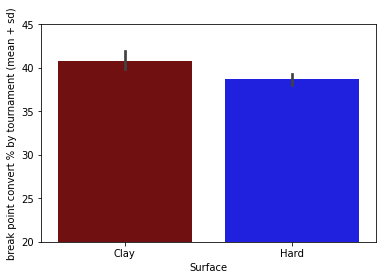 break point convert % by tournament (mean + sd)
45
40
35
30
25
20
Clay
Hard
Surface